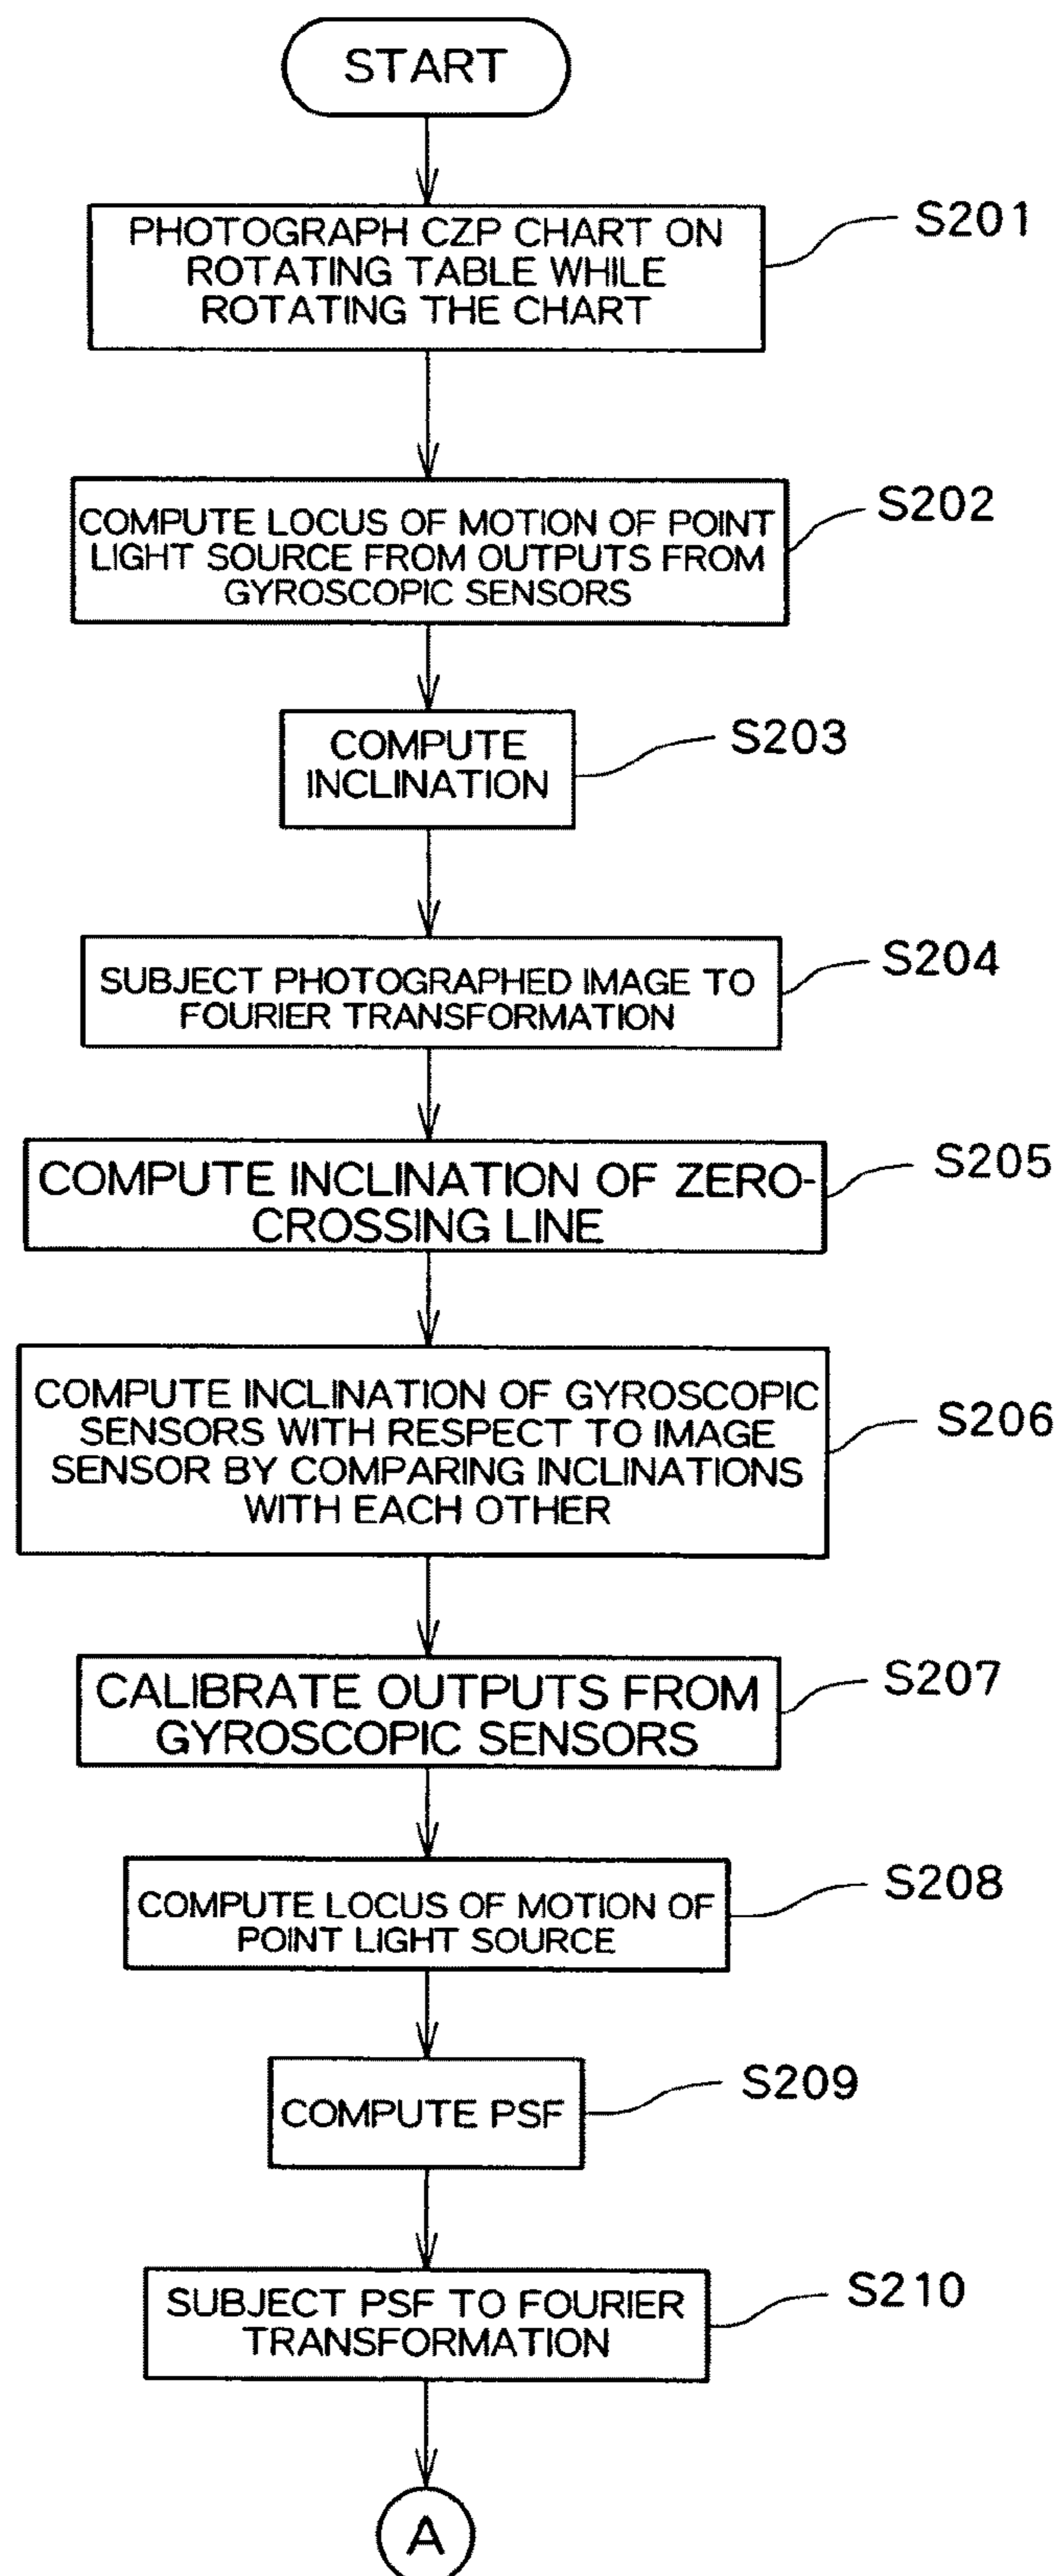 START
PHOTOGRAPH CZP CHART ON
ROTATING TABLE WHILE
ROTATING THE CHART
S201
COMPUTE LOCUS OF MOTION OF POINT
LIGHT SOURCE FROM OUTPUTS FROM
GYROSCOPIC SENSORS
S202
COMPUTE
INCLINATION
S203
SUBJECT PHOTOGRAPHED IMAGE TO
FOURIER TRANSFORMATION
S204
COMPUTE INCLINATION OF ZERO-
CROSSING LINE
S205
COMPUTE INCLINATION OF GYROSCOPIC
SENSORS WITH RESPECT TO IMAGE
SENSOR BY COMPARING INCLINATIONS
WITH EACH OTHER
S206
CALIBRATE OUTPUTS FROM
GYROSCOPIC SENSORS
S207
COMPUTE LOCUS OF MOTION OF
POINT LIGHT SOURCE
S208
COMPUTE PSF
S209
SUBJECT PSF TO FOURIER
TRANSFORMATION
S210
A